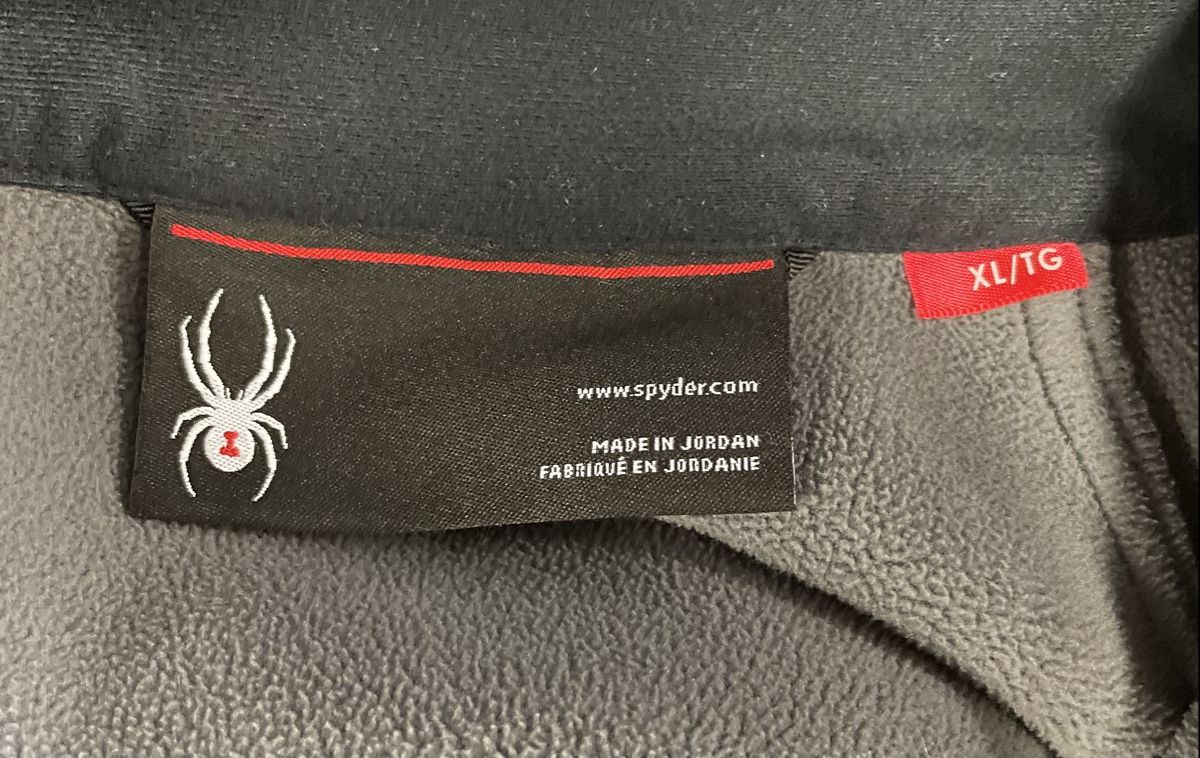 XL/TG
www.spyder.com
MADE IN JORDAN
FABRIQUÉ EN JORDANIE